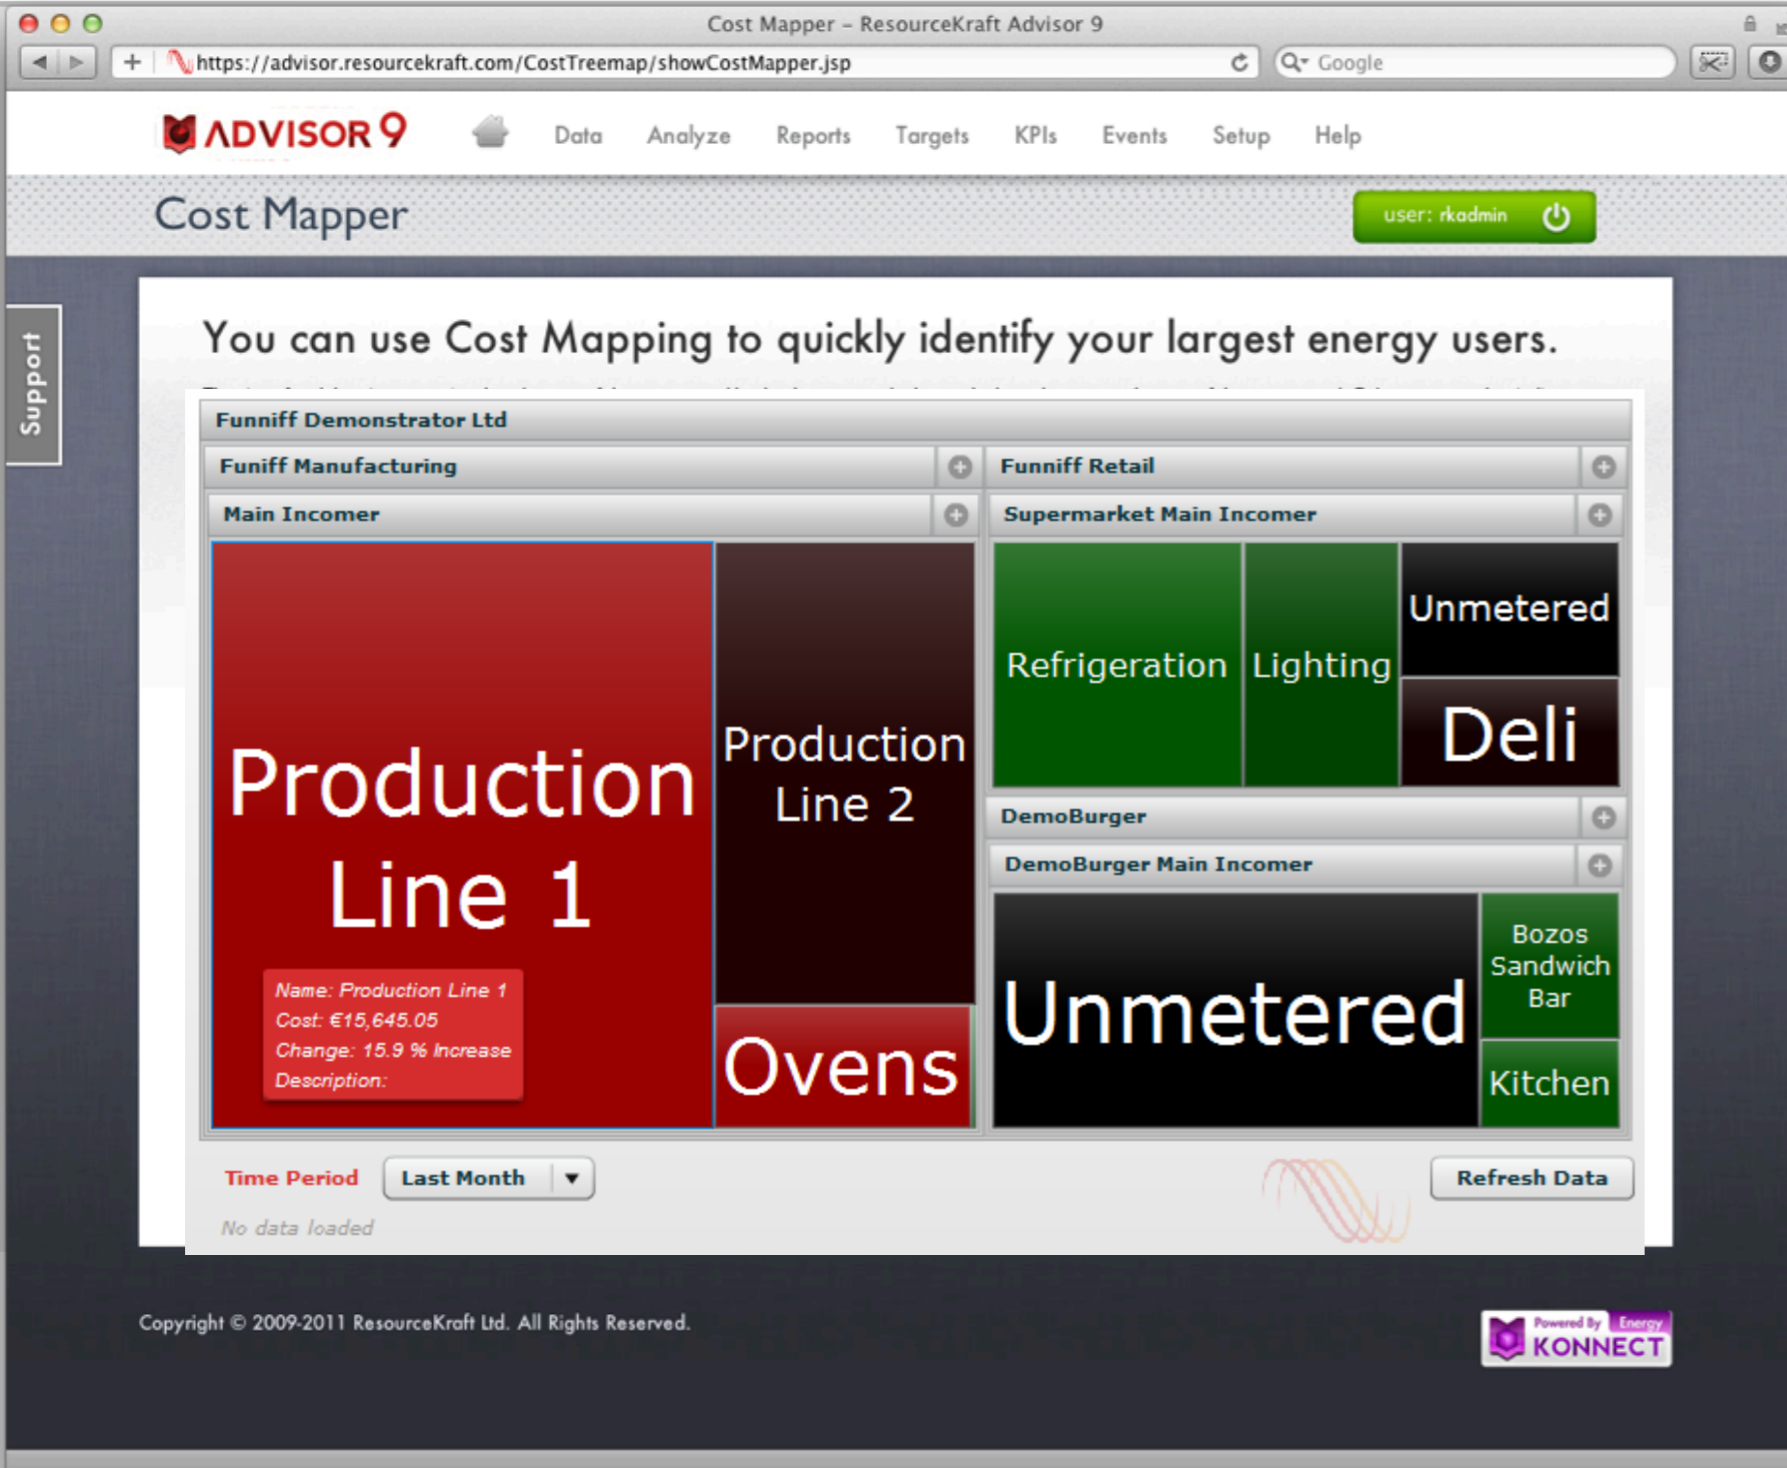 Cost Mapper – ResourceKraft Advisor 9
https://advisor.resourcekraft.com/CostTreemap/showCostMapper.jsp
Google
ADVISOR 9
Data Analyze Reports Targets KPIs Events Setup Help
Cost Mapper
user: rkadmin
Support
You can use Cost Mapping to quickly identify your largest energy users.
Funniff Demonstrator Ltd
Funiff Manufacturing
Main Incomer
Production
Line 1
Name: Production Line 1
Cost: €15,645.05
Change: 15.9 % Increase
Description:
Production
Line 2
Ovens
Funniff Retail
Supermarket Main Incomer
Refrigeration
Lighting
Unmetered
Deli
DemoBurger
DemoBurger Main Incomer
Unmetered
Bozos
Sandwich
Bar
Kitchen
Time Period
Last Month
Refresh Data
No data loaded
Copyright © 2009-2011 ResourceKraft Ltd. All Rights Reserved.
Powered By Energy
KONNECT